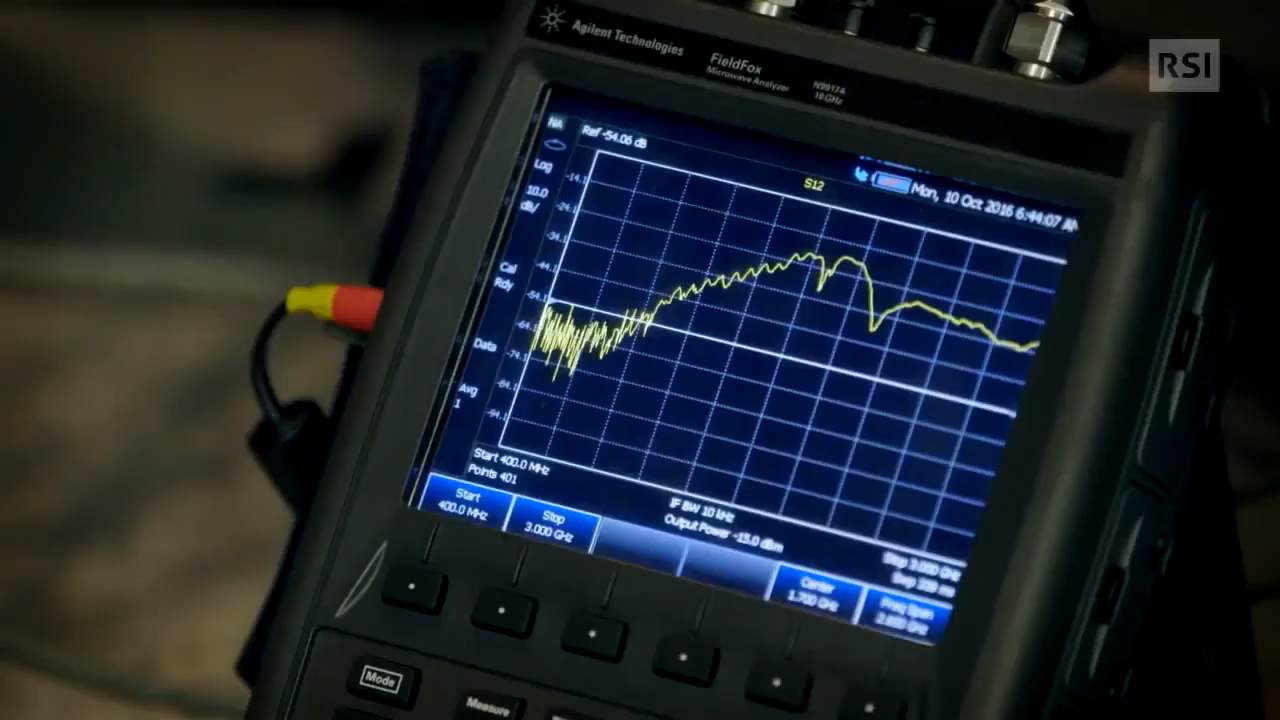 Agilent Technologies
FieldFox
Microwave Analyzer
N9917A
18 GHz
RSI
NA
Ref -54.06 dB
S12
Mon, 10 Oct 2016 6:44:07 AM
Log
10.0
dB/
-14.1
-24.1
-34.1
-44.1
-54.1
-64.1
-74.1
-84.1
-94.1
Cal
Rdy
Data
Avg
1
Start 400.0 MHz
Points 401
IF BW 10 kHz
Output Power -15.0 dBm
Stop 3.000 GHz
Start
400.0 MHz
Stop
3.000 GHz
Center
1.700 GHz
Freq Span
2.600 GHz
Mode
Measure